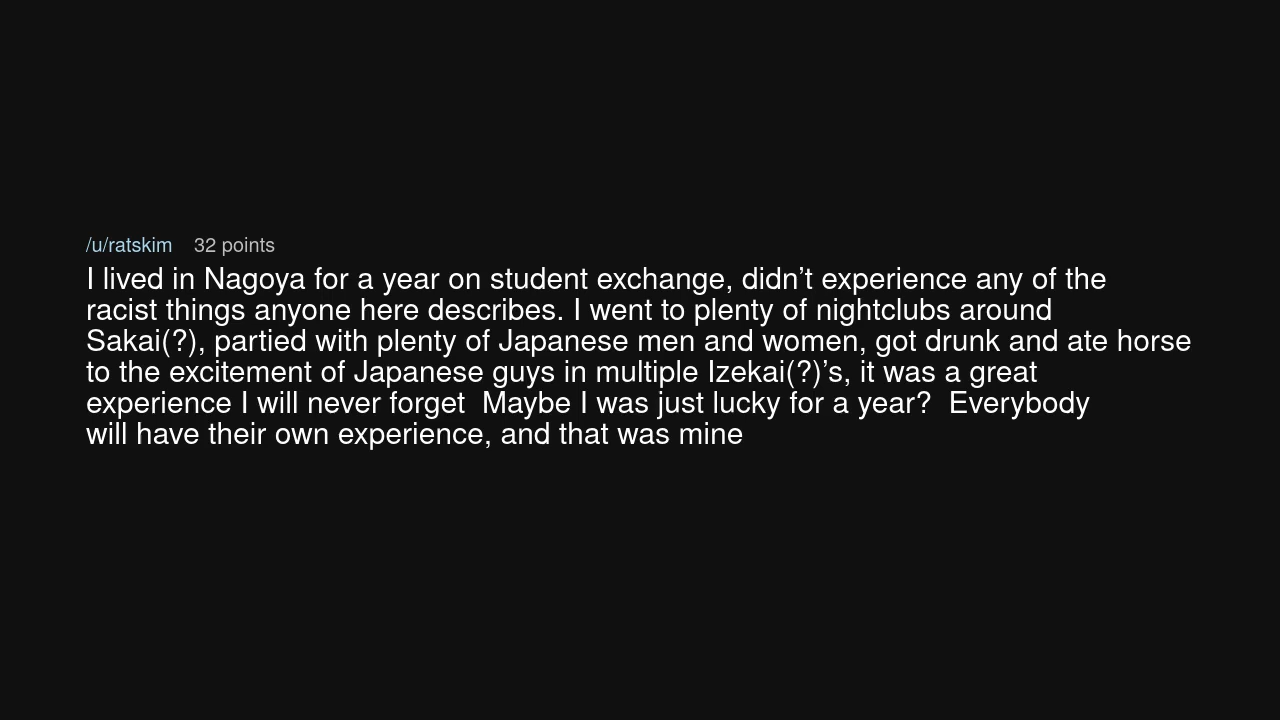 /u/ratskim 32 points
I lived in Nagoya for a year on student exchange, didn’t experience any of the
racist things anyone here describes. I went to plenty of nightclubs around
Sakai(?), partied with plenty of Japanese men and women, got drunk and ate horse
to the excitement of Japanese guys in multiple Izekai(?)’s, it was a great
experience I will never forget  Maybe I was just lucky for a year?  Everybody
will have their own experience, and that was mine